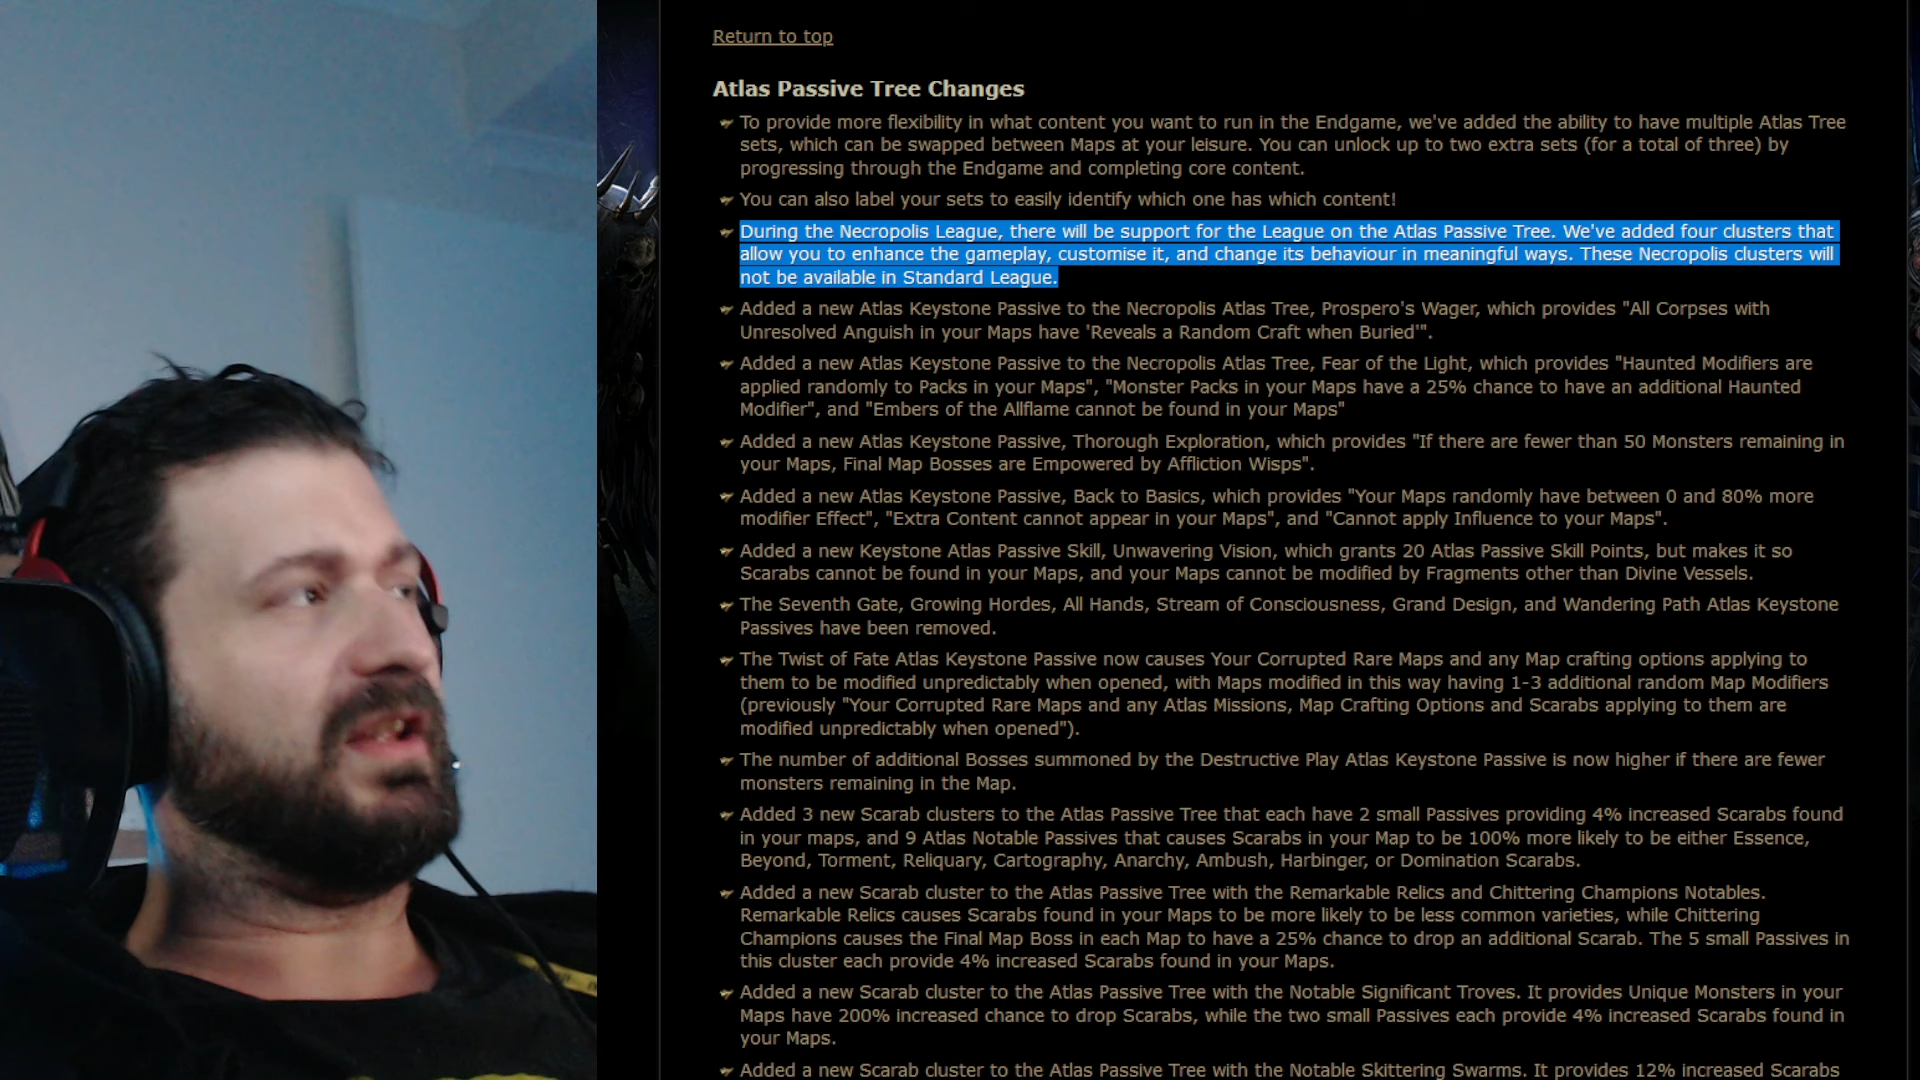 Return to top
Atlas Passive Tree Changes
To provide more flexibility in what content you want to run in the Endgame, we've added the ability to have multiple Atlas Tree
sets, which can be swapped between Maps at your leisure. You can unlock up to two extra sets (for a total of three) by
progressing through the Endgame and completing core content.
You can also label your sets to easily identify which one has which content!
During the Necropolis League, there will be support for the League on the Atlas Passive Tree. We've added four clusters that
allow you to enhance the gameplay, customise it, and change its behaviour in meaningful ways. These Necropolis clusters will
not be available in Standard League.
Added a new Atlas Keystone Passive to the Necropolis Atlas Tree, Prospero's Wager, which provides "All Corpses with
Unresolved Anguish in your Maps have 'Reveals a Random Craft when Buried'".
Added a new Atlas Keystone Passive to the Necropolis Atlas Tree, Fear of the Light, which provides "Haunted Modifiers are
applied randomly to Packs in your Maps", "Monster Packs in your Maps have a 25% chance to have an additional Haunted
Modifier", and "Embers of the Allflame cannot be found in your Maps"
Added a new Atlas Keystone Passive, Thorough Exploration, which provides "If there are fewer than 50 Monsters remaining in
your Maps, Final Map Bosses are Empowered by Affliction Wisps".
Added a new Atlas Keystone Passive, Back to Basics, which provides "Your Maps randomly have between 0 and 80% more
modifier Effect", "Extra Content cannot appear in your Maps", and "Cannot apply Influence to your Maps".
Added a new Keystone Atlas Passive Skill, Unwavering Vision, which grants 20 Atlas Passive Skill Points, but makes it so
Scarabs cannot be found in your Maps, and your Maps cannot be modified by Fragments other than Divine Vessels.
The Seventh Gate, Growing Hordes, All Hands, Stream of Consciousness, Grand Design, and Wandering Path Atlas Keystone
Passives have been removed.
The Twist of Fate Atlas Keystone Passive now causes Your Corrupted Rare Maps and any Map crafting options applying to
them to be modified unpredictably when opened, with Maps modified in this way having 1-3 additional random Map Modifiers
(previously "Your Corrupted Rare Maps and any Atlas Missions, Map Crafting Options and Scarabs applying to them are
modified unpredictably when opened").
The number of additional Bosses summoned by the Destructive Play Atlas Keystone Passive is now higher if there are fewer
monsters remaining in the Map.
Added 3 new Scarab clusters to the Atlas Passive Tree that each have 2 small Passives providing 4% increased Scarabs found
in your maps, and 9 Atlas Notable Passives that causes Scarabs in your Map to be 100% more likely to be either Essence,
Beyond, Torment, Reliquary, Cartography, Anarchy, Ambush, Harbinger, or Domination Scarabs.
Added a new Scarab cluster to the Atlas Passive Tree with the Remarkable Relics and Chittering Champions Notables.
Remarkable Relics causes Scarabs found in your Maps to be more likely to be less common varieties, while Chittering
Champions causes the Final Map Boss in each Map to have a 25% chance to drop an additional Scarab. The 5 small Passives in
this cluster each provide 4% increased Scarabs found in your Maps.
Added a new Scarab cluster to the Atlas Passive Tree with the Notable Significant Troves. It provides Unique Monsters in your
Maps have 200% increased chance to drop Scarabs, while the two small Passives each provide 4% increased Scarabs found in
your Maps.
Added a new Scarab cluster to the Atlas Passive Tree with the Notable Skittering Swarms. It provides 12% increased Scarabs